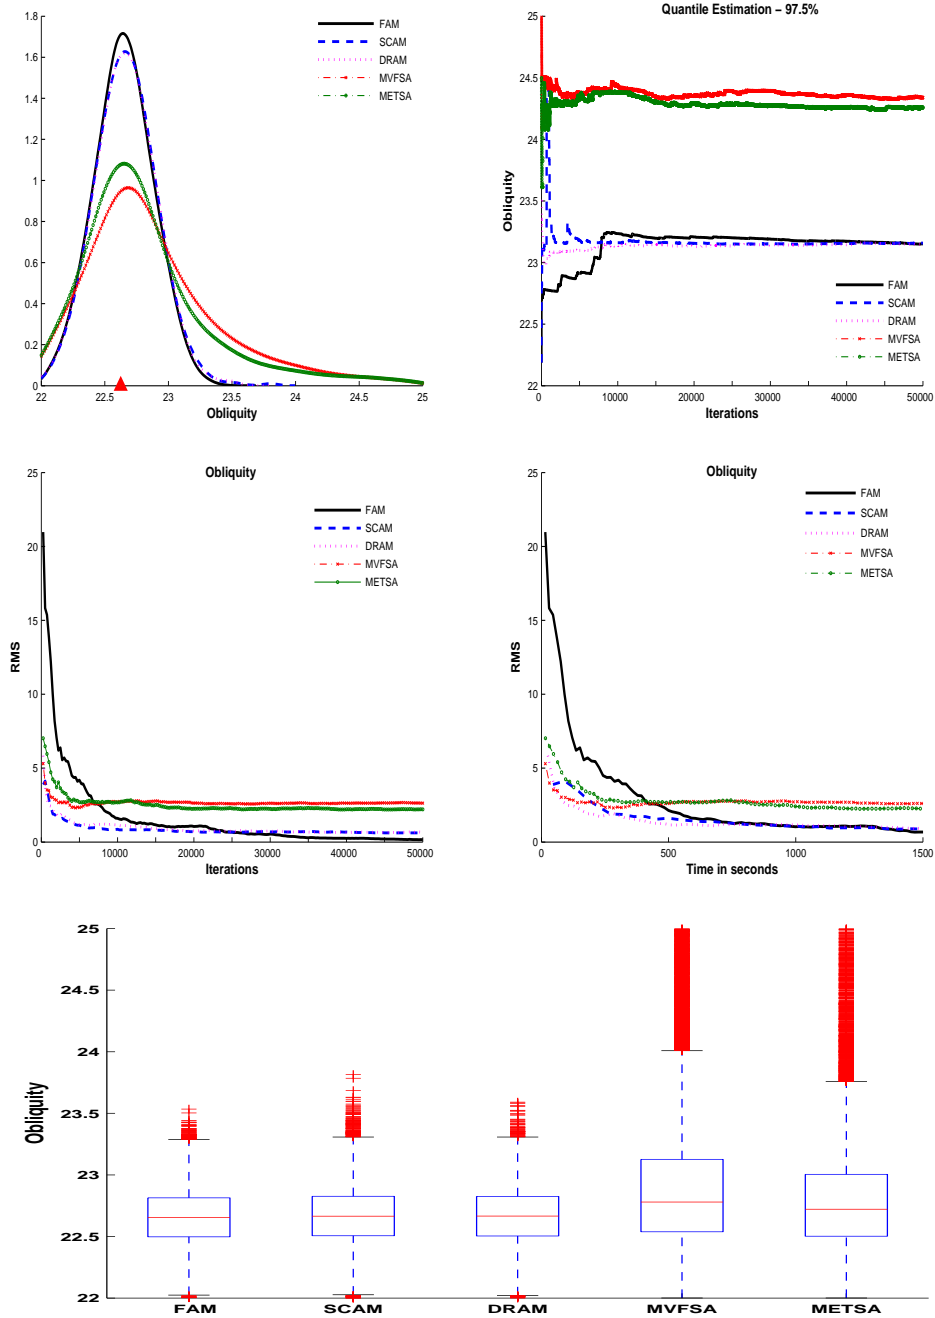 1.8
1.6
1.4
1.2
1
0.8
0.6
0.4
0.2
0
22
22.5
23
23.5
24
24.5
25
Obliquity
FAM
SCAM
DRAM
MVFSA
METSA
Quantile Estimation – 97.5%
25
24.5
24
23.5
23
22.5
22
Obliquity
0
10000
20000
30000
40000
50000
Iterations
FAM
SCAM
DRAM
MVFSA
METSA
Obliquity
25
20
15
10
5
0
RMS
0
10000
20000
30000
40000
50000
Iterations
FAM
SCAM
DRAM
MVFSA
METSA
Obliquity
25
20
15
10
5
0
RMS
0
500
1000
1500
Time in seconds
FAM
SCAM
DRAM
MVFSA
METSA
25
24.5
24
23.5
23
22.5
22
Obliquity
FAM
SCAM
DRAM
MVFSA
METSA